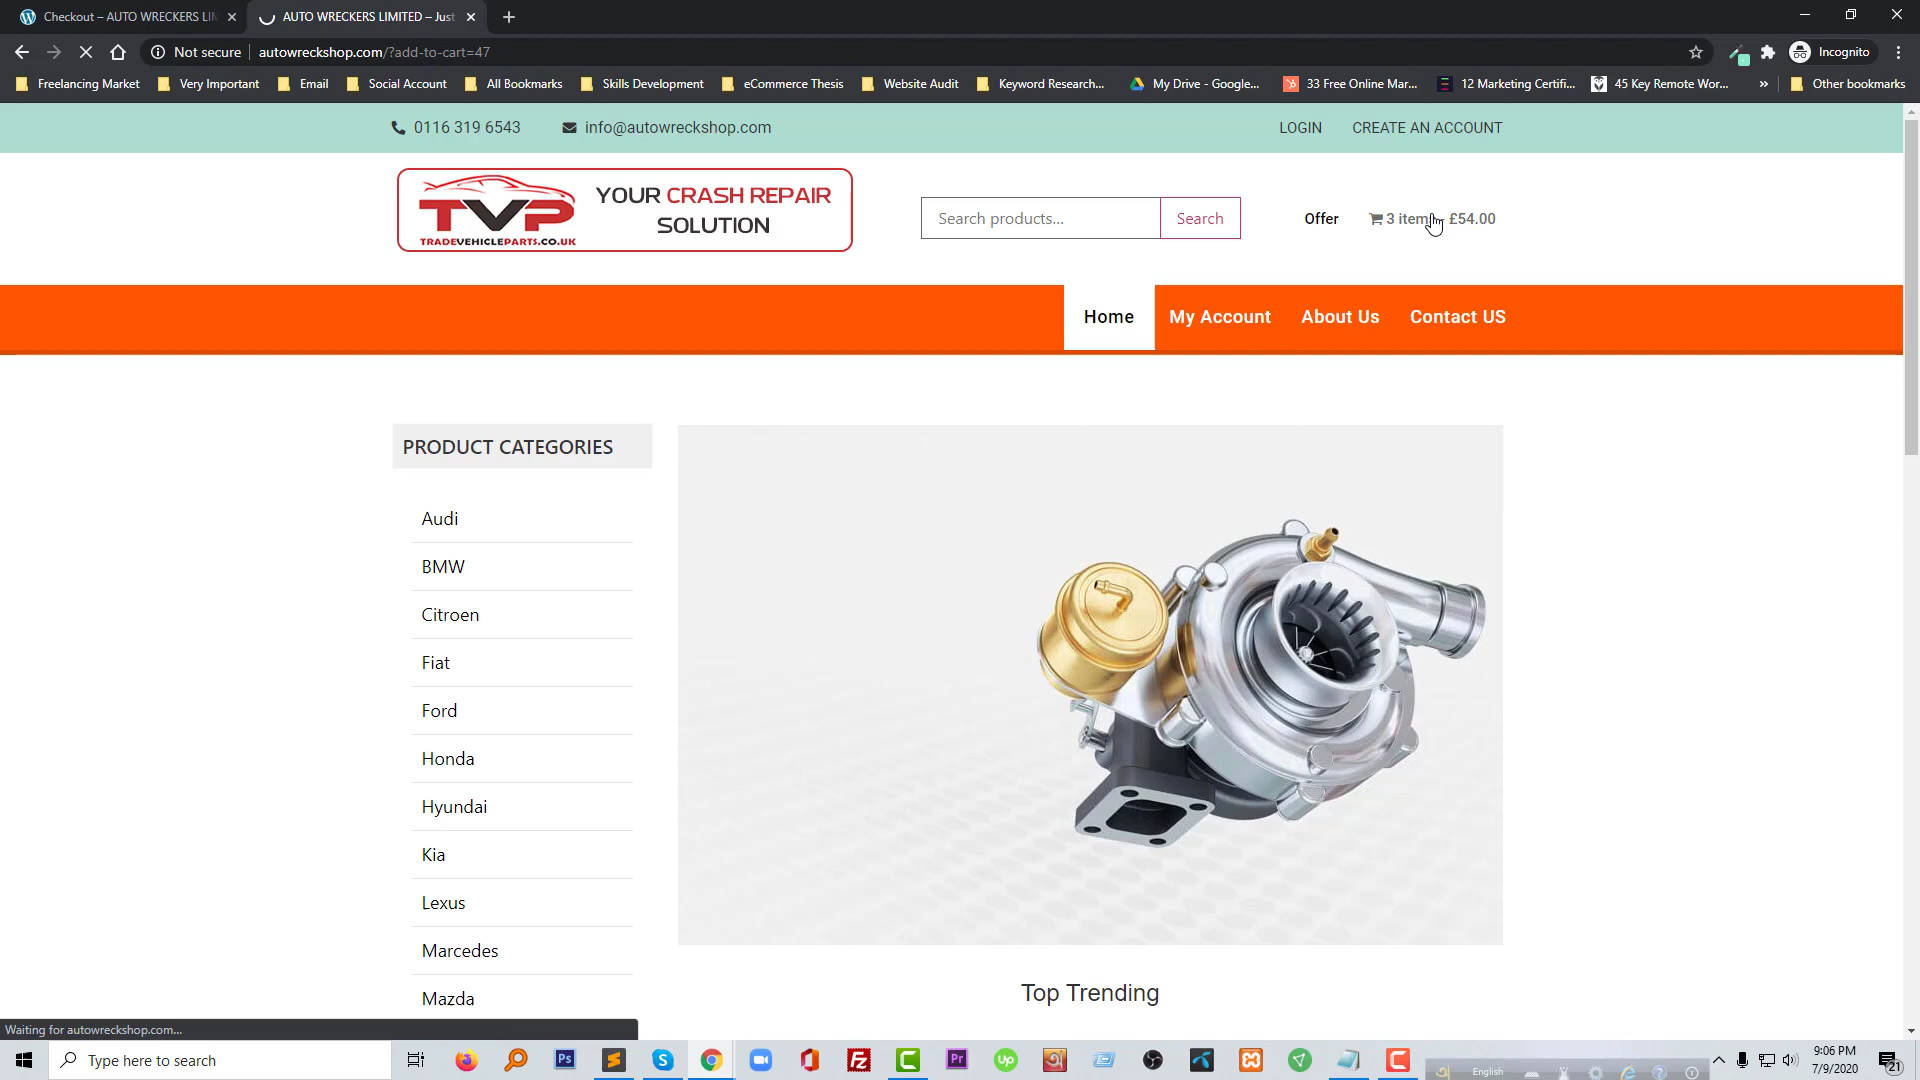 Checkout – AUTO WRECKERS LIM
AUTO WRECKERS LIMITED – Just
Not secure
autowreckshop.com/?add-to-cart=47
Incognito
Freelancing Market
Very Important
Email
Social Account
All Bookmarks
Skills Development
eCommerce Thesis
Website Audit
Keyword Research...
My Drive - Google...
33 Free Online Mar...
12 Marketing Certifi...
45 Key Remote Wor...
»
Other bookmarks
0116 319 6543
info@autowreckshop.com
LOGIN
CREATE AN ACCOUNT
TVP
TRADEVEHICLEPARTS.CO.UK
YOUR CRASH REPAIR
SOLUTION
Search products...
Search
Offer
3 items - £54.00
Home
My Account
About Us
Contact US
PRODUCT CATEGORIES
Audi
BMW
Citroen
Fiat
Ford
Honda
Hyundai
Kia
Lexus
Marcedes
Mazda
Top Trending
Waiting for autowreckshop.com...
Type here to search
Ps
Pr
Up
English
9:06 PM
7/9/2020
21